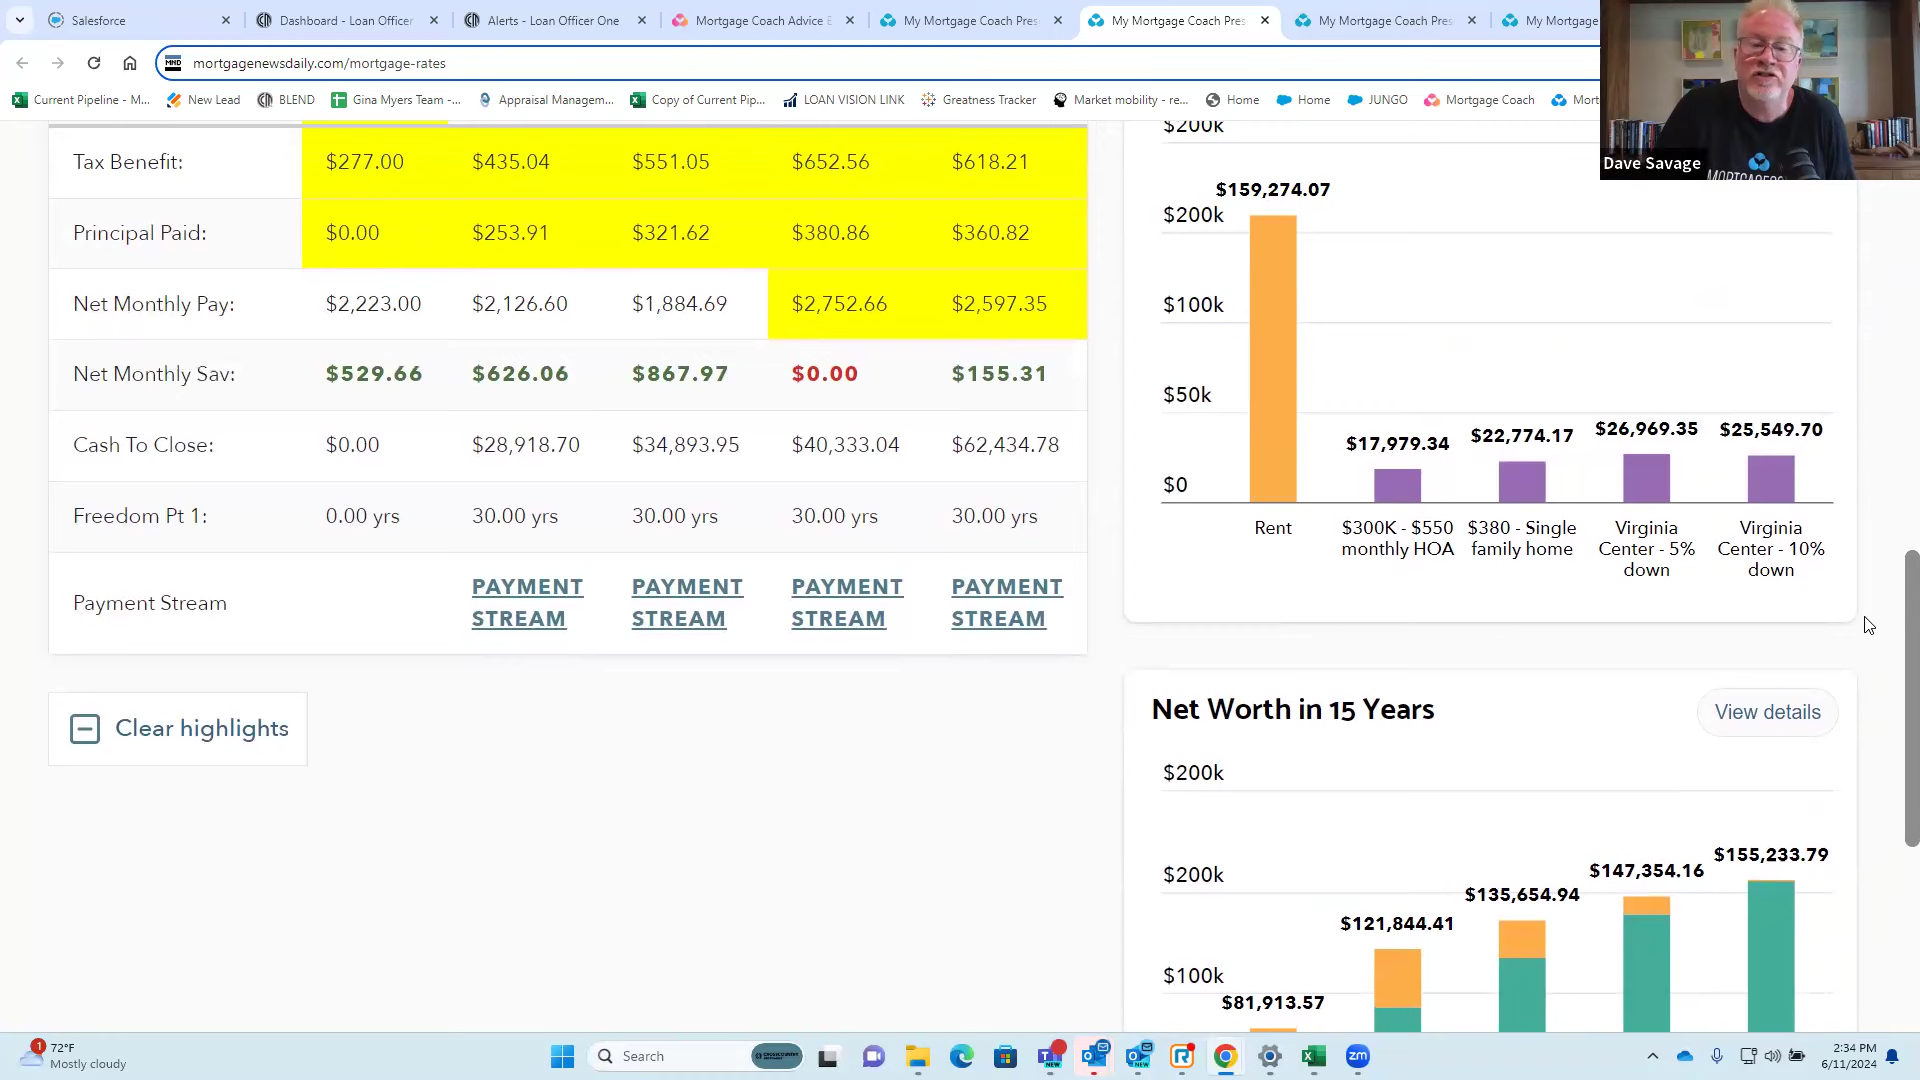 Salesforce
Dashboard - Loan Officer
Alerts - Loan Officer One
Mortgage Coach Advice E
My Mortgage Coach Pres
My Mortgage Coach Pres
My Mortgage Coach Pres
My Mortgage
mortgagenewsdaily.com/mortgage-rates
Current Pipeline - M...
New Lead
BLEND
Gina Myers Team -...
Appraisal Managem...
Copy of Current Pip...
LOAN VISION LINK
Greatness Tracker
Market mobility - re...
Home
Home
JUNGO
Mortgage Coach
Mort
Dave Savage
Tax Benefit: $277.00 $435.04 $551.05 $652.56 $618.21
Principal Paid: $0.00 $253.91 $321.62 $380.86 $360.82
Net Monthly Pay: $2,223.00 $2,126.60 $1,884.69 $2,752.66 $2,597.35
Net Monthly Sav: $529.66 $626.06 $867.97 $0.00 $155.31
Cash To Close: $0.00 $28,918.70 $34,893.95 $40,333.04 $62,434.78
Freedom Pt 1: 0.00 yrs 30.00 yrs 30.00 yrs 30.00 yrs 30.00 yrs
Payment Stream
PAYMENT STREAM
PAYMENT STREAM
PAYMENT STREAM
PAYMENT STREAM
Clear highlights
$200k
$159,274.07
$200k
$100k
$50k
$17,979.34
$22,774.17
$26,969.35
$25,549.70
$0
Rent
$300K - $550
monthly HOA
$380 - Single
family home
Virginia
Center - 5%
down
Virginia
Center - 10%
down
Net Worth in 15 Years
View details
$200k
$155,233.79
$147,354.16
$200k
$135,654.94
$121,844.41
$100k
$81,913.57
1
72°F
Mostly cloudy
Search
NEW
NEW
zm
2:34 PM
6/11/2024